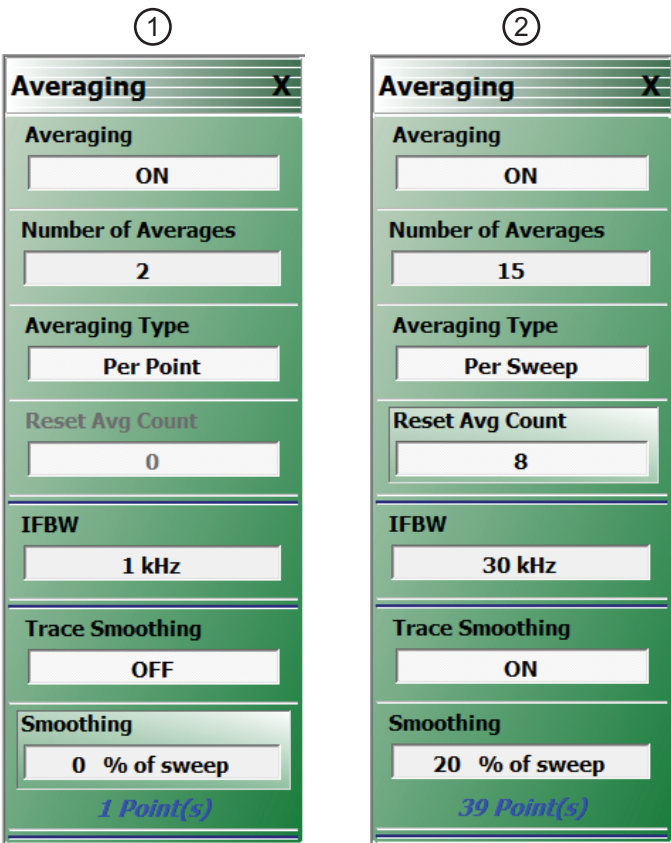 1
Averaging X
Averaging
ON
Number of Averages
2
Averaging Type
Per Point
Reset Avg Count
0
IFBW
1 kHz
Trace Smoothing
OFF
Smoothing
0 % of sweep
1 Point(s)
2
Averaging X
Averaging
ON
Number of Averages
15
Averaging Type
Per Sweep
Reset Avg Count
8
IFBW
30 kHz
Trace Smoothing
ON
Smoothing
20 % of sweep
39 Point(s)